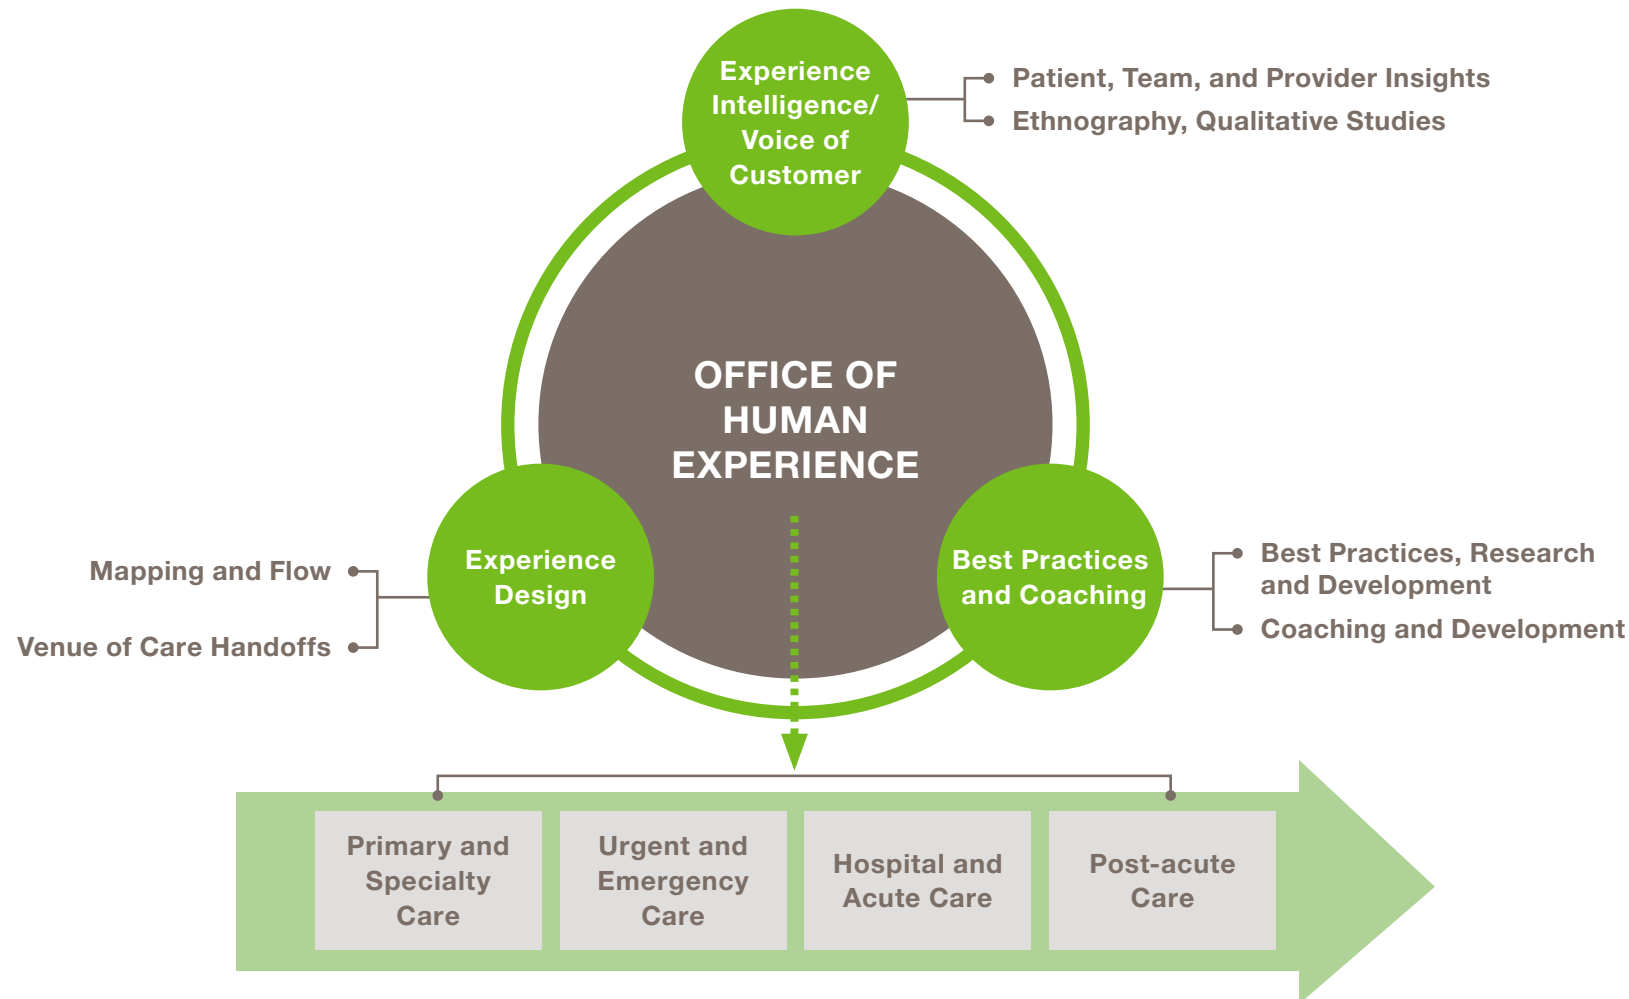 Experience
Intelligence/
Voice of
Customer
Patient, Team, and Provider Insights
Ethnography, Qualitative Studies
OFFICE OF
HUMAN
EXPERIENCE
Experience
Design
Mapping and Flow
Venue of Care Handoffs
Best Practices
and Coaching
Best Practices, Research
and Development
Coaching and Development
Primary and
Specialty
Care
Urgent and
Emergency
Care
Hospital and
Acute Care
Post-acute
Care